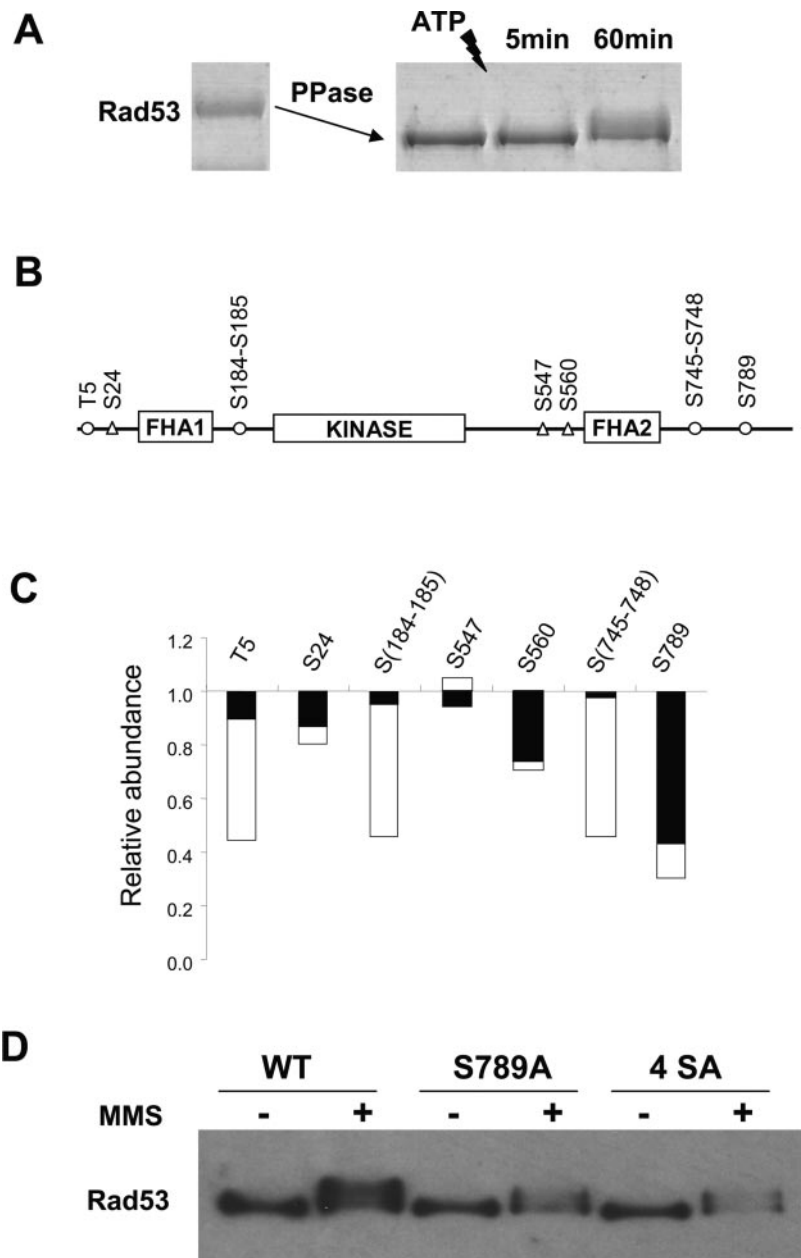 A
ATP 5min 60min
Rad53
PPase
B
T5
S24
S184-S185
S547
S560
S745-S748
S789
FHA1
KINASE
FHA2
C
T5
S24
S(184-185)
S547
S560
S(745-748)
S789
Relative abundance
1.2
1.0
0.8
0.6
0.4
0.2
0.0
D
WT S789A 4 SA
MMS - + - + - +
Rad53